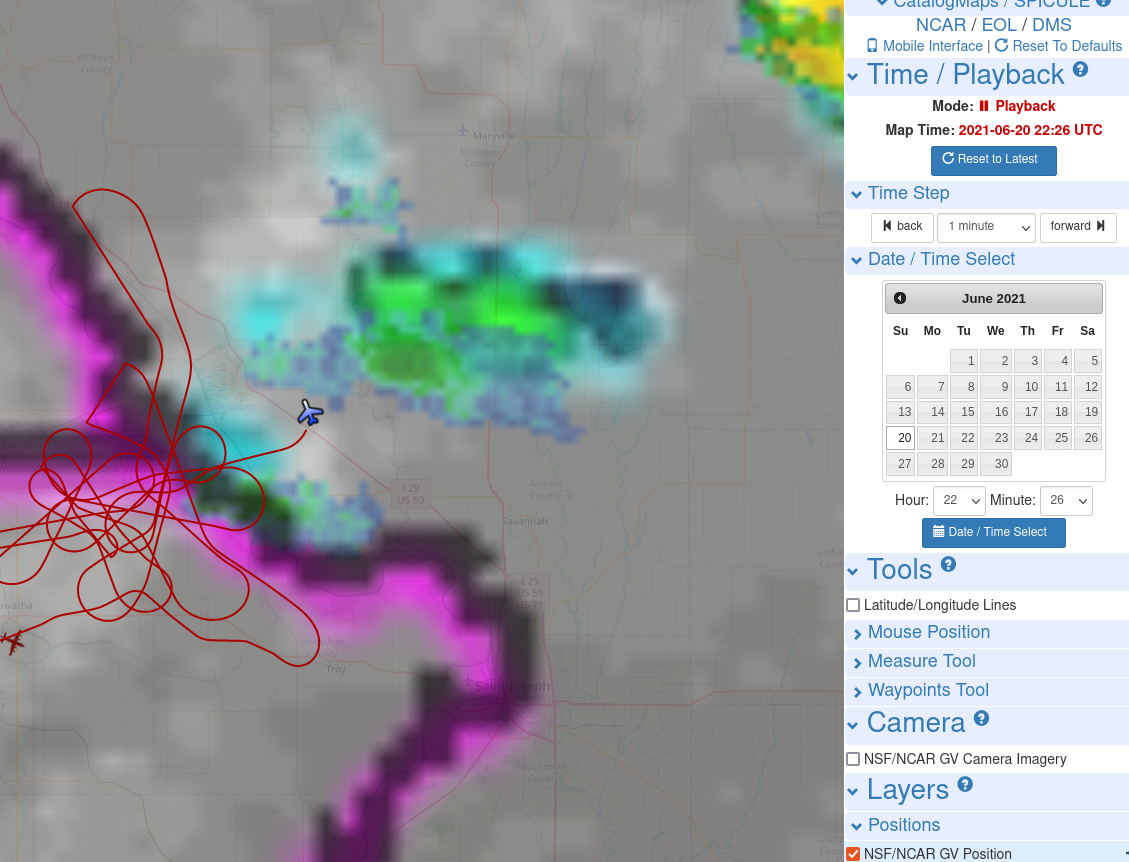 Atchison
County
Maryville
Nodaway
County
Gentry
County
Holt County
I 29
I 29
US 59
Andrew
County
Savannah
I 29
US 59
US 71
DeKalb
County
awatha
Doniphan
County
Troy
Saint Joseph
Buchanan
County
Clinton
County
CatalogMaps / SPICULE ?
NCAR / EOL / DMS
Mobile Interface | Reset To Defaults
Time / Playback ?
Mode: Playback
Map Time: 2021-06-20 22:26 UTC
Reset to Latest
Time Step
back 1 minute forward
Date / Time Select
June 2021
Su Mo Tu We Th Fr Sa
1 2 3 4 5
6 7 8 9 10 11 12
13 14 15 16 17 18 19
20 21 22 23 24 25 26
27 28 29 30
Hour: 22 Minute: 26
Date / Time Select
Tools ?
Latitude/Longitude Lines
Mouse Position
Measure Tool
Waypoints Tool
Camera ?
NSF/NCAR GV Camera Imagery
Layers ?
Positions
NSF/NCAR GV Position